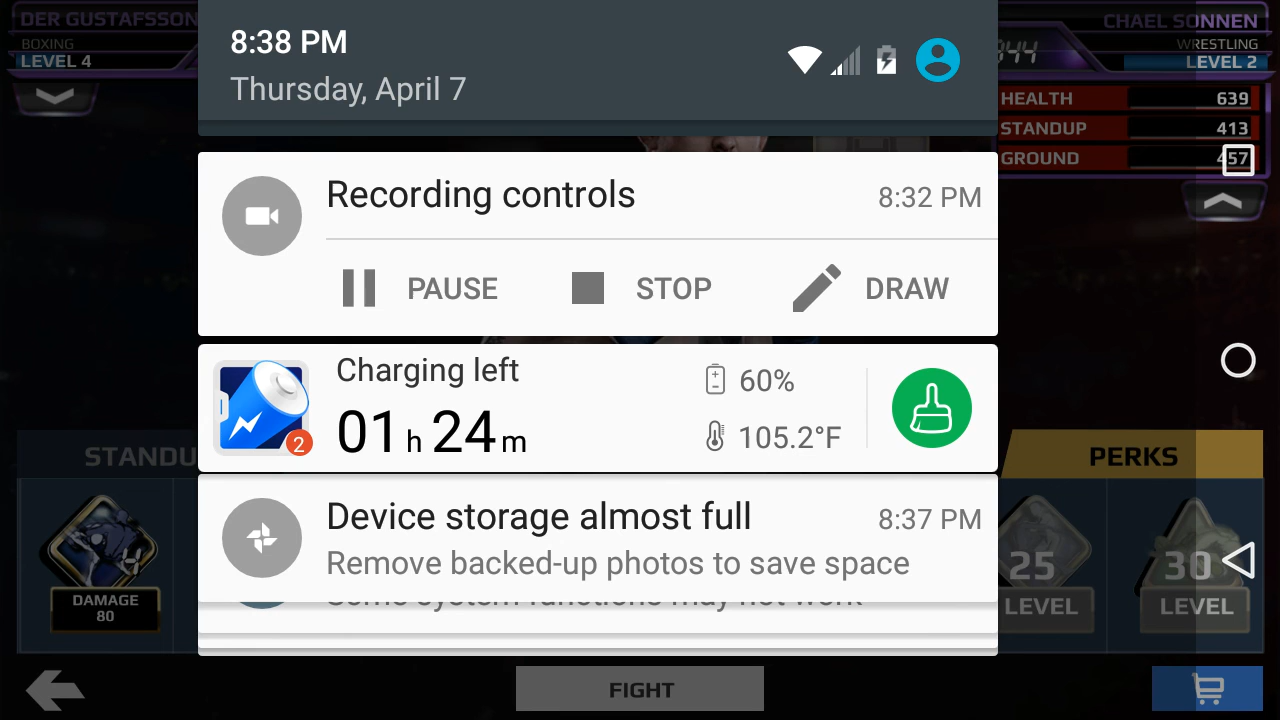 DER GUSTAFSSON
BOXING
LEVEL 4
8:38 PM
Thursday, April 7
CHAEL SONNEN
WRESTLING
LEVEL 2
HEALTH 639
STANDUP 413
GROUND 457
Recording controls 8:32 PM
PAUSE STOP DRAW
Charging left
01 h 24 m
60%
105.2°F
2
STANDU
PERKS
Device storage almost full 8:37 PM
Remove backed-up photos to save space
Some system functions may not work
DAMAGE
80
25
LEVEL
30
LEVEL
FIGHT